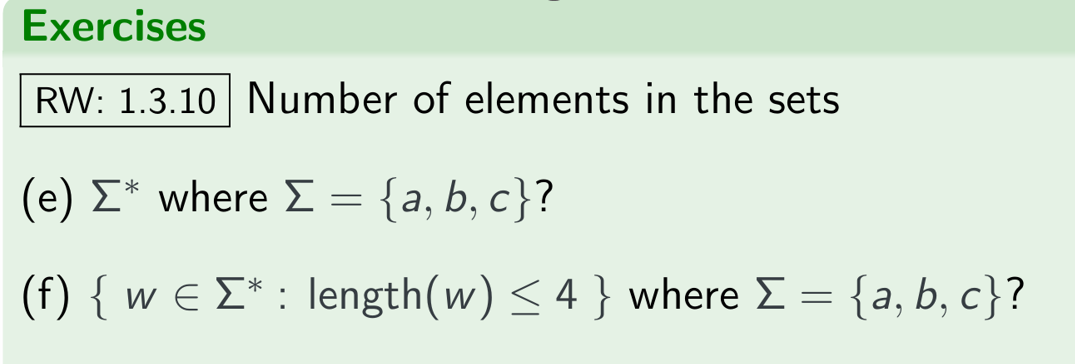 Exercises
RW: 1.3.10 Number of elements in the sets
(e) Σ* where Σ = {a, b, c}?
(f) { w ∈ Σ* : length(w) ≤ 4 } where Σ = {a, b, c}?